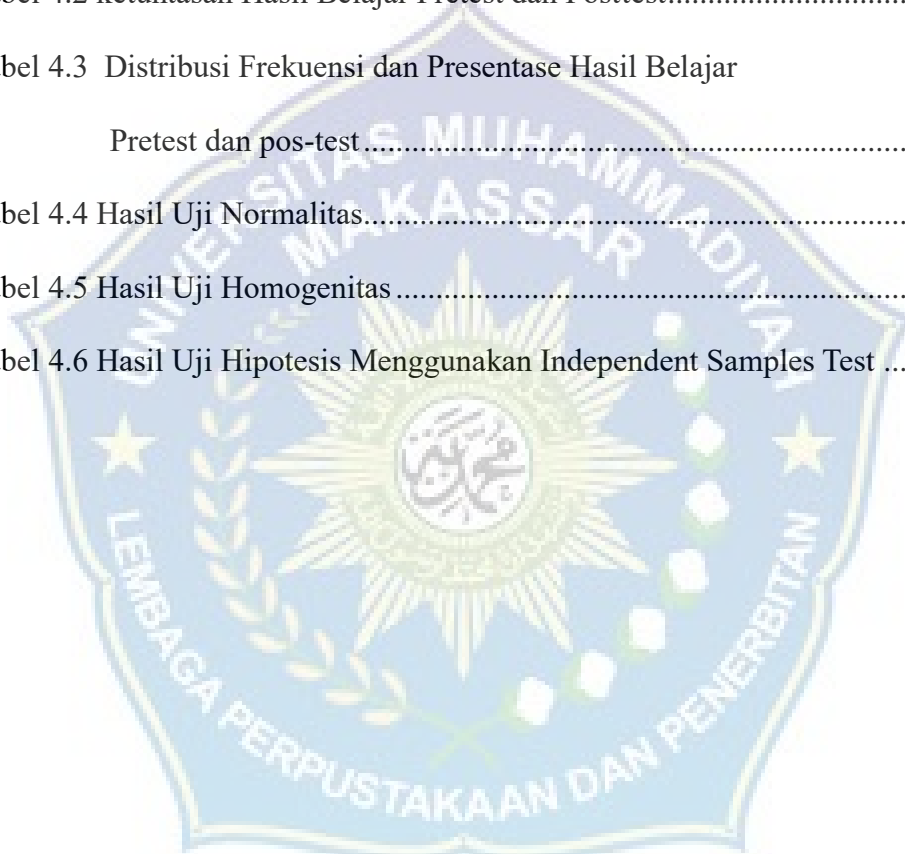 bel 4.2 ketuntasan Hasil Belajar Pretest dan Posttest....................................
bel 4.3 Distribusi Frekuensi dan Presentase Hasil Belajar
Pretest dan pos-test......................................................................
bel 4.4 Hasil Uji Normalitas......................................................................
bel 4.5 Hasil Uji Homogenitas..................................................................
bel 4.6 Hasil Uji Hipotesis Menggunakan Independent Samples Test ...
UNIVERSITAS MUHAMMADIYAH
MAKASSAR
LEMBAGA PERPUSTAKAAN DAN PENERBITAN